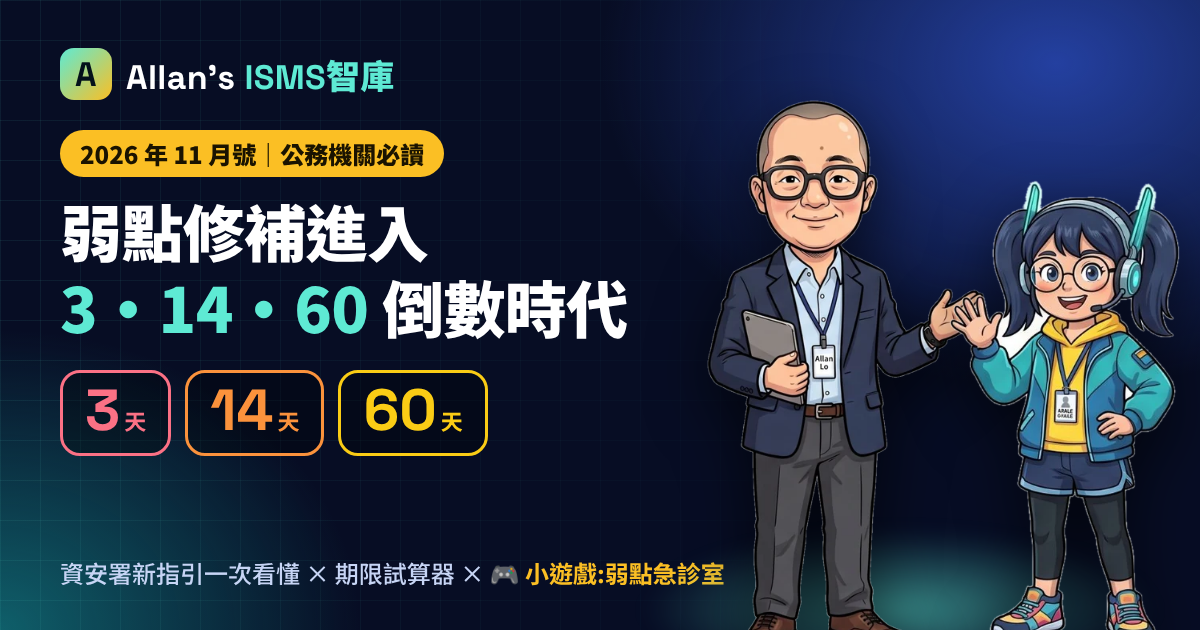 A Allan's ISMS智庫
2026 年 11 月號｜公務機關必讀
弱點修補進入
3・14・60 倒數時代
3天 14天 60天
資安署新指引一次看懂 × 期限試算器 × 🎮 小遊戲:弱點急診室
Allan
Lo
ARALE